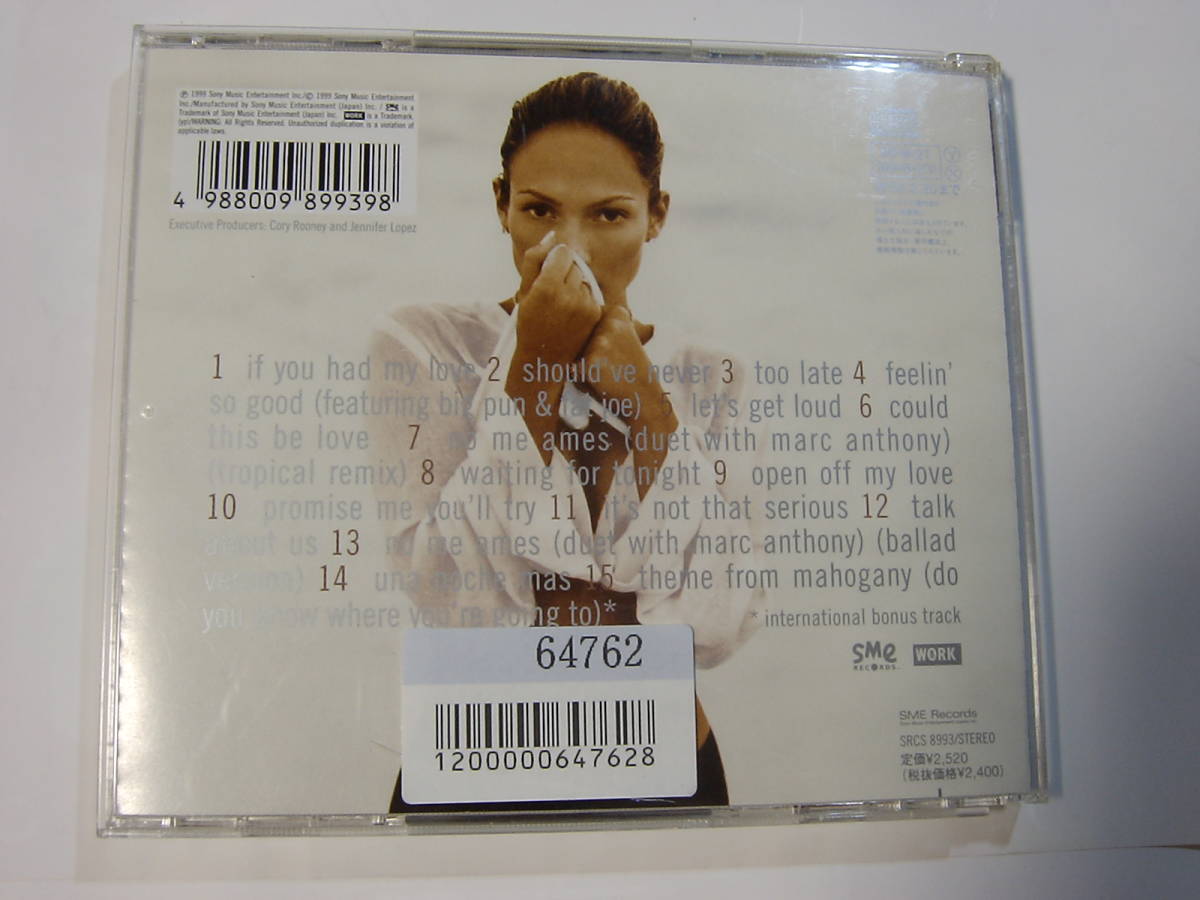 ℗ 1999 Sony Music Entertainment Inc./© 1999 Sony Music Entertainment
Inc./Manufactured by Sony Music Entertainment (Japan) Inc. / SMe is a
Trademark of Sony Music Entertainment (Japan) Inc. WORK is a Trademark.
(yp)/WARNING: All Rights Reserved. Unauthorized duplication is a violation of
applicable laws.
4 988009 899398
Executive Producers: Cory Rooney and Jennifer Lopez
1 if you had my love 2 should've never 3 too late 4 feelin'
so good (featuring big pun & fat joe) 5 let's get loud 6 could
this be love 7 no me ames (duet with marc anthony)
(tropical remix) 8 waiting for tonight 9 open off my love
10 promise me you'll try 11 it's not that serious 12 talk
about us 13 no me ames (duet with marc anthony) (ballad
version) 14 una noche mas 15 theme from mahogany (do
you know where you're going to)*
* international bonus track
SMe RECORDS WORK
64762
1200000647628
SME Records
SRCS 8993/STEREO
定価¥2,520
(税抜価格¥2,400)